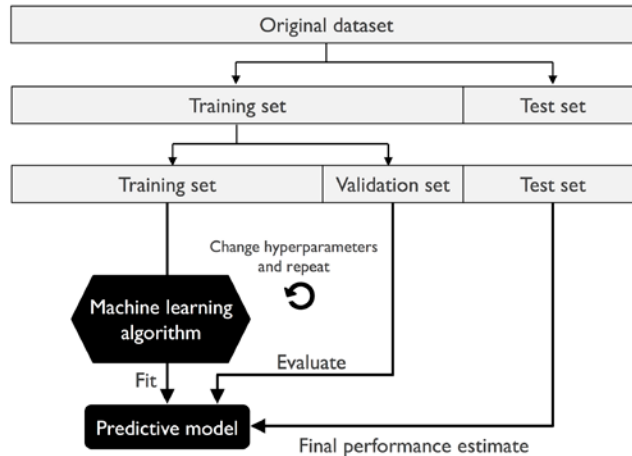 Original dataset
Training set
Test set
Training set
Validation set
Test set
Change hyperparameters
and repeat
Machine learning
algorithm
Fit
Evaluate
Predictive model
Final performance estimate